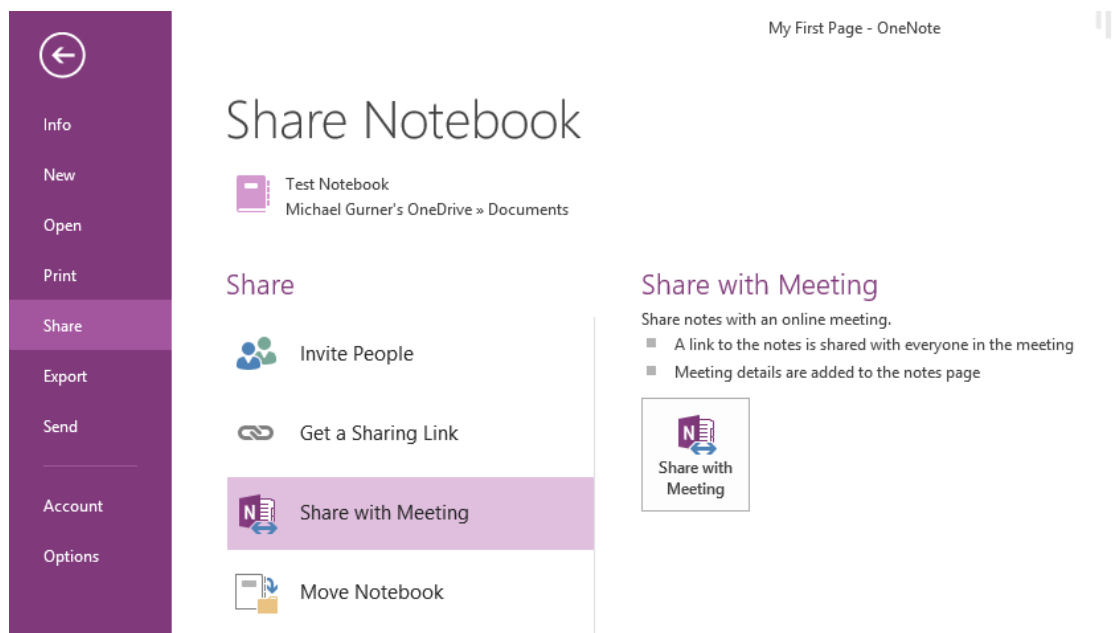 My First Page - OneNote
Info
New
Open
Print
Share
Export
Send
Account
Options
Share Notebook
Test Notebook
Michael Gurner's OneDrive » Documents
Share
Invite People
Get a Sharing Link
Share with Meeting
Move Notebook
Share with Meeting
Share notes with an online meeting.
A link to the notes is shared with everyone in the meeting
Meeting details are added to the notes page
Share with
Meeting